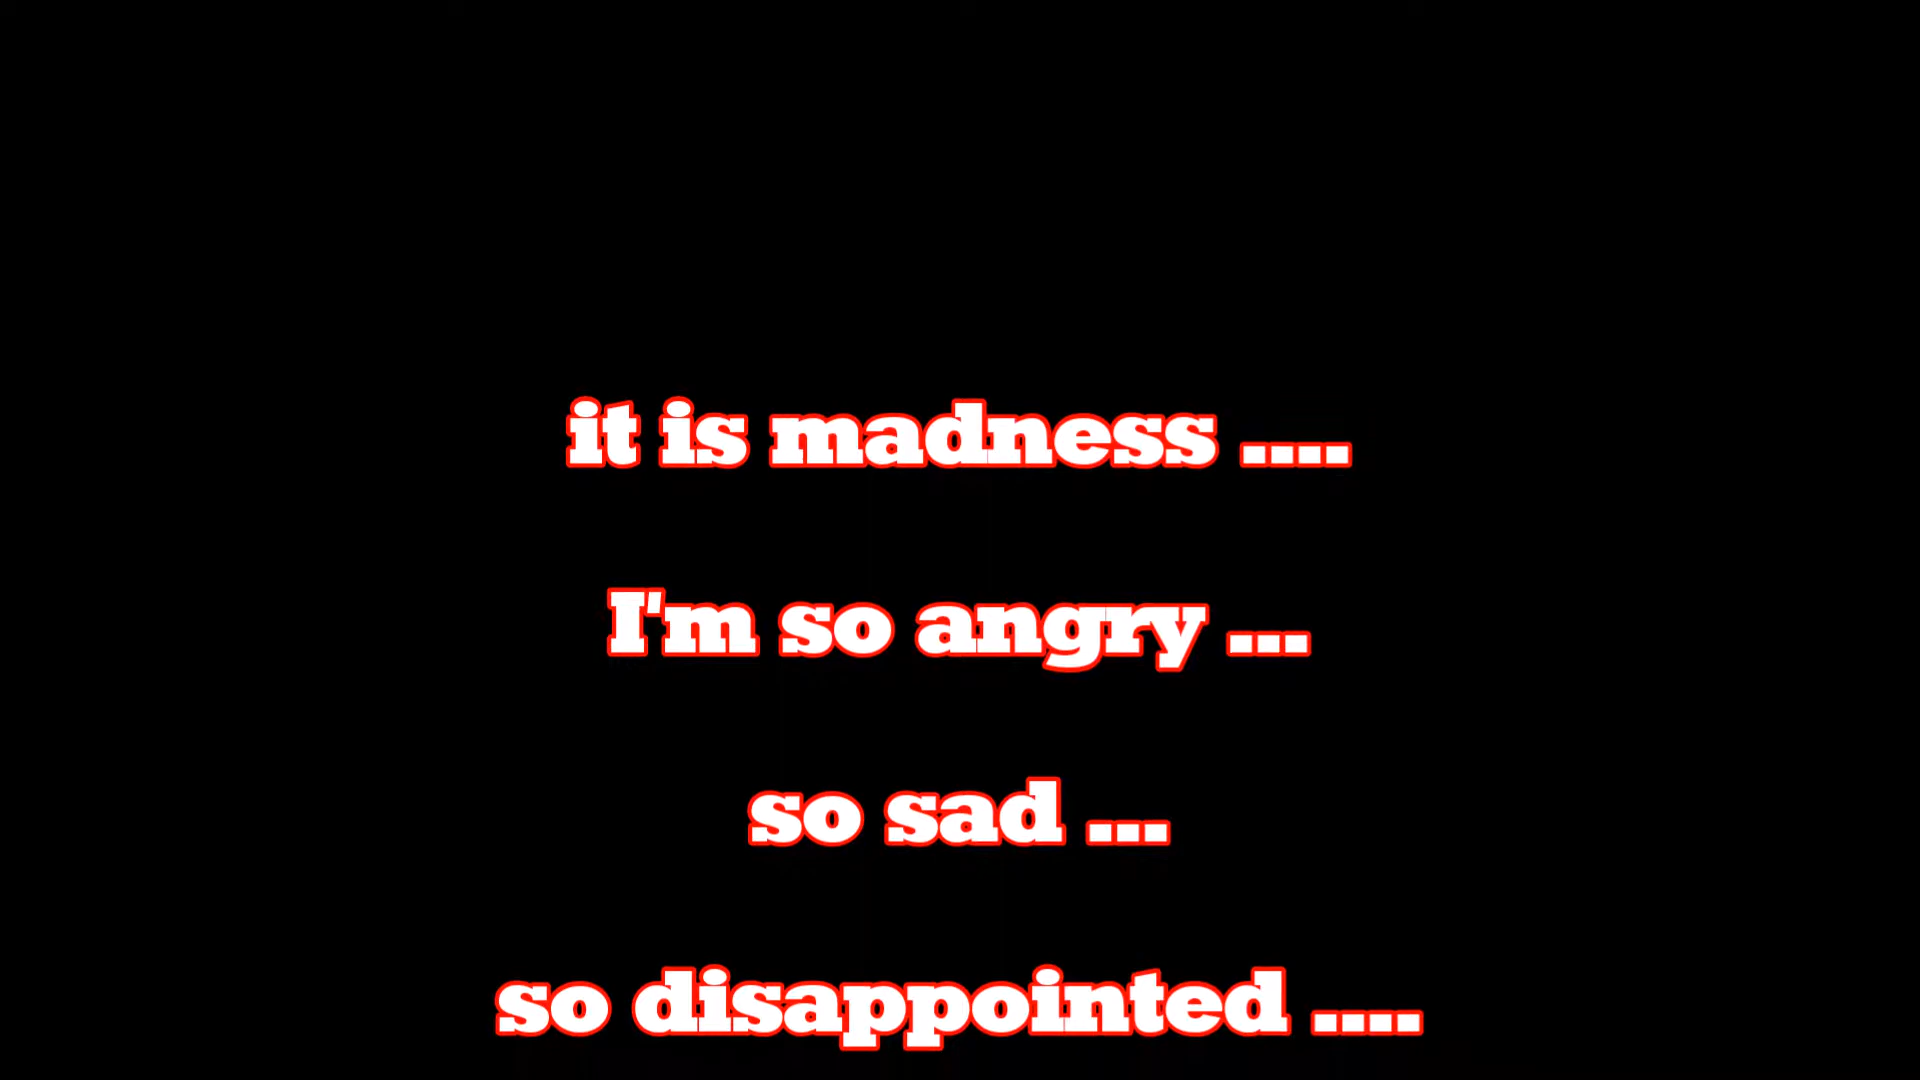 it is madness ....
I'm so angry ...
so sad ...
so disappointed ....